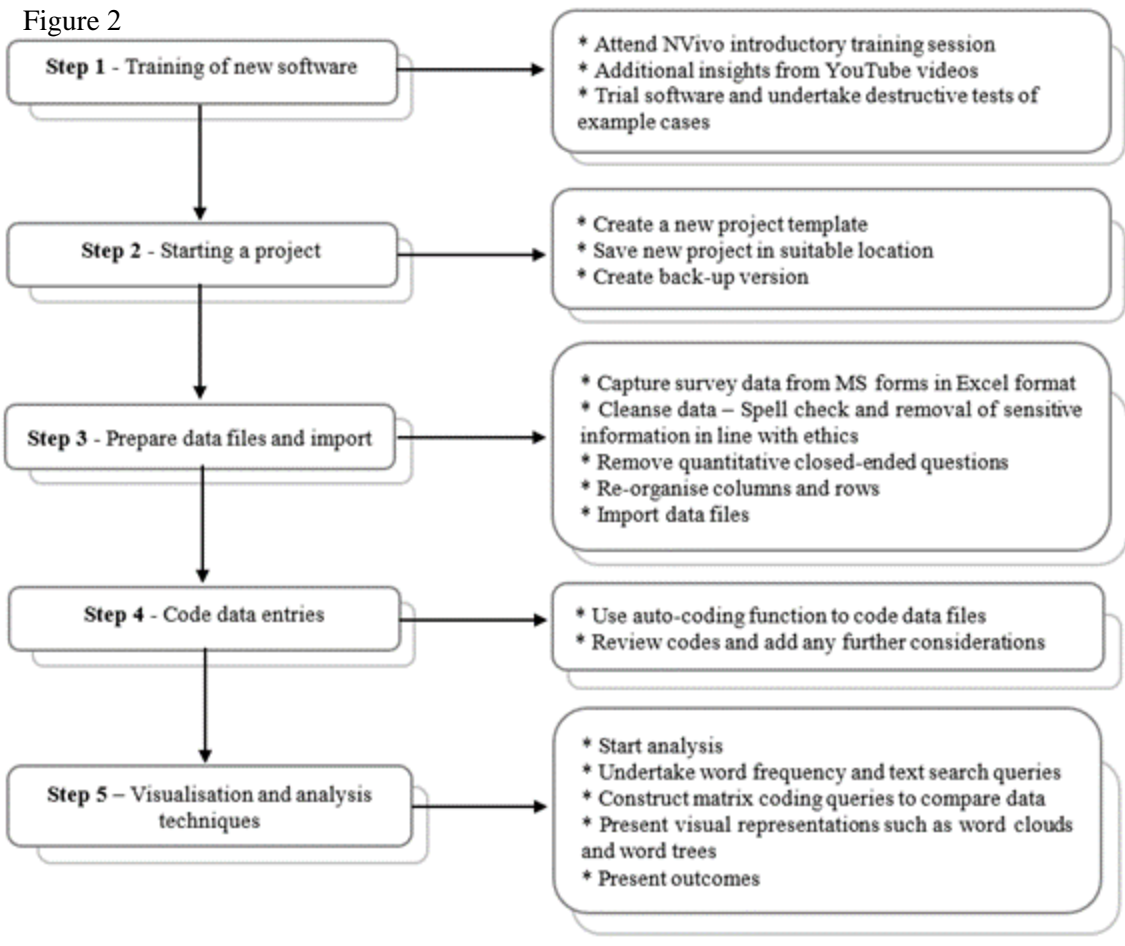 Figure 2
Step 1 - Training of new software
* Attend NVivo introductory training session
* Additional insights from YouTube videos
* Trial software and undertake destructive tests of
example cases
Step 2 - Starting a project
* Create a new project template
* Save new project in suitable location
* Create back-up version
Step 3 - Prepare data files and import
* Capture survey data from MS forms in Excel format
* Cleanse data – Spell check and removal of sensitive
information in line with ethics
* Remove quantitative closed-ended questions
* Re-organise columns and rows
* Import data files
Step 4 - Code data entries
* Use auto-coding function to code data files
* Review codes and add any further considerations
Step 5 – Visualisation and analysis
techniques
* Start analysis
* Undertake word frequency and text search queries
* Construct matrix coding queries to compare data
* Present visual representations such as word clouds
and word trees
* Present outcomes